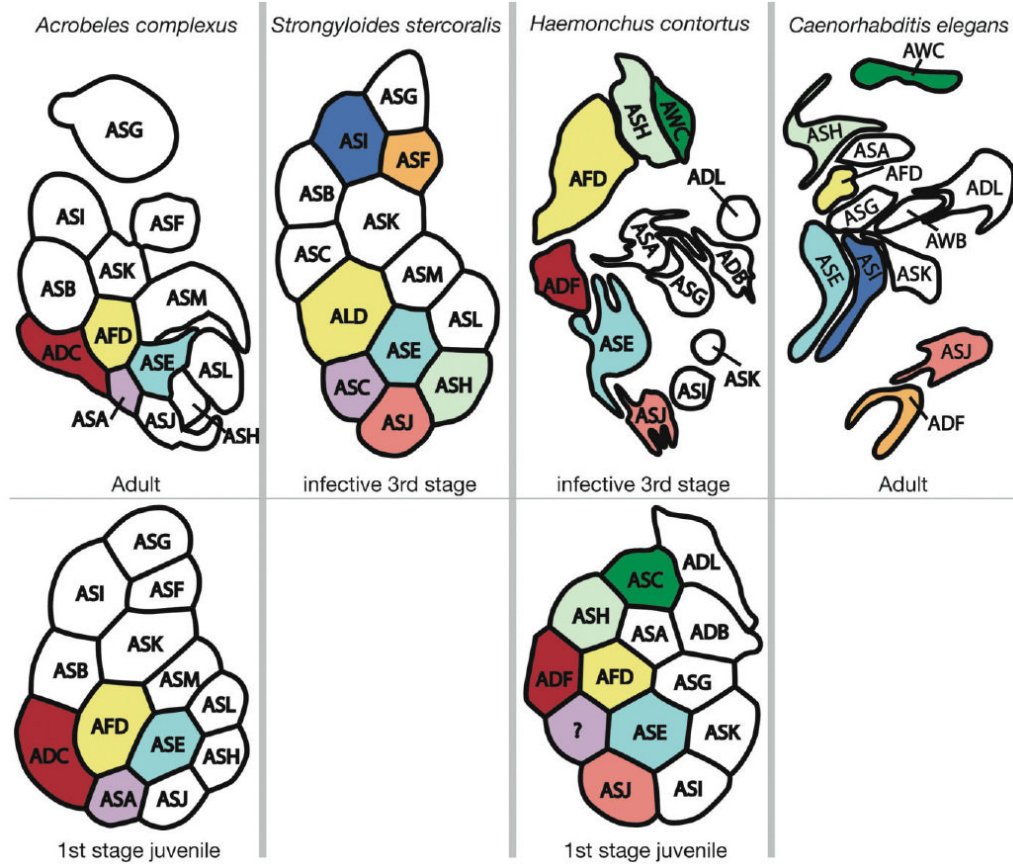 Acrobeles complexus
Strongyloides stercoralis
Haemonchus contortus
Caenorhabditis elegans
ASG
ASI
ASF
ASB
ASK
ASM
ADC
AFD
ASE
ASL
ASA
ASJ
ASH
Adult
ASG
ASI
ASF
ASB
ASK
ASC
ASM
ALD
ASL
ASE
ASC
ASH
ASJ
infective 3rd stage
ASH
AWC
AFD
ADL
ASA
ADB
ADF
ASG
ASE
ASK
ASI
ASJ
infective 3rd stage
AWC
ASH
ASA
AFD
ADL
ASG
AWB
ASE
ASI
ASK
ASJ
ADF
Adult
ASG
ASI
ASF
ASK
ASB
ASM
ASL
AFD
ADC
ASE
ASH
ASA
ASJ
1st stage juvenile
ADL
ASC
ASH
ASA
ADB
ADF
AFD
ASG
?
ASE
ASK
ASJ
ASI
1st stage juvenile